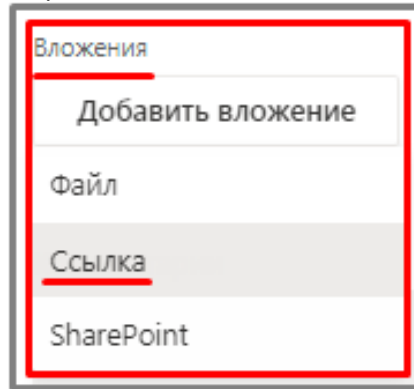 Вложения
Добавить вложение
Файл
Ссылка
SharePoint